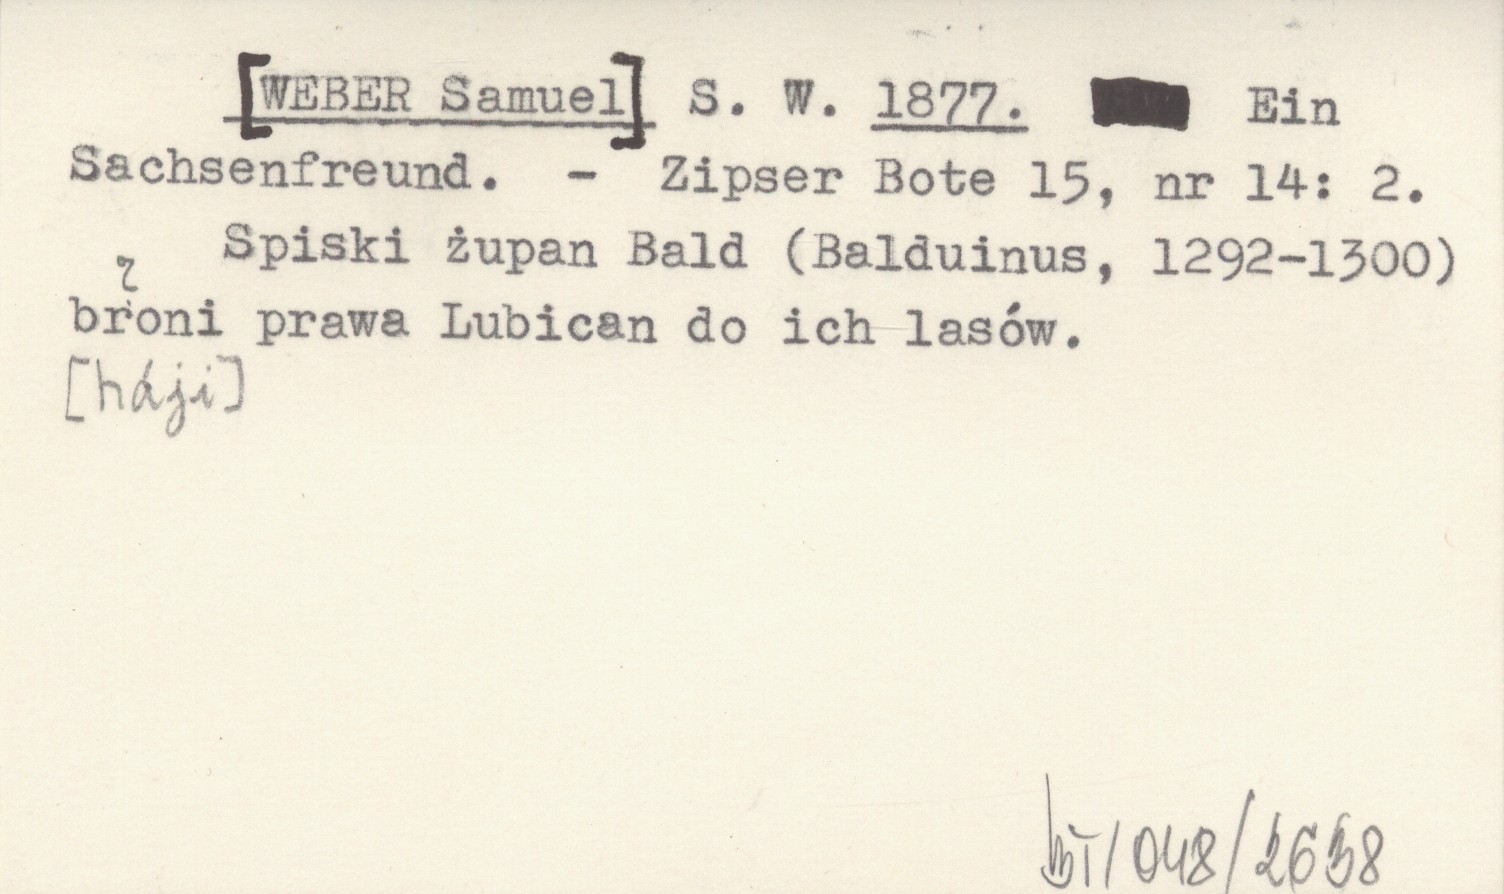 [WEBER Samuel] S. W. 1877. Ein
Sachsenfreund. - Zipser Bote 15, nr 14: 2.
Spiski żupan Bald (Balduinus, 1292-1300)
broni prawa Lubican do ich lasów.
[háji]
/048/2638